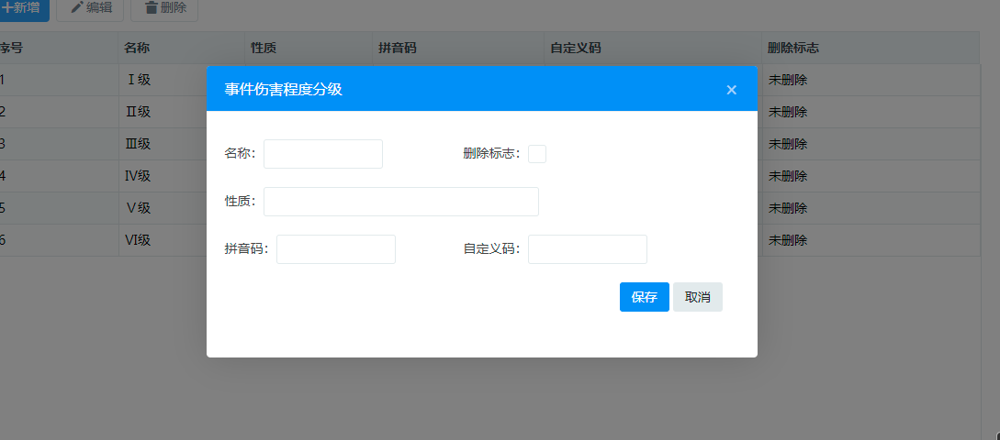 新增 编辑 删除
序号 名称 性质 拼音码 自定义码 删除标志
1 Ⅰ级 未删除
2 Ⅱ级 未删除
3 Ⅲ级 未删除
4 Ⅳ级 未删除
5 Ⅴ级 未删除
6 Ⅵ级 未删除
事件伤害程度分级 ×
名称： 删除标志：
性质：
拼音码： 自定义码：
保存 取消